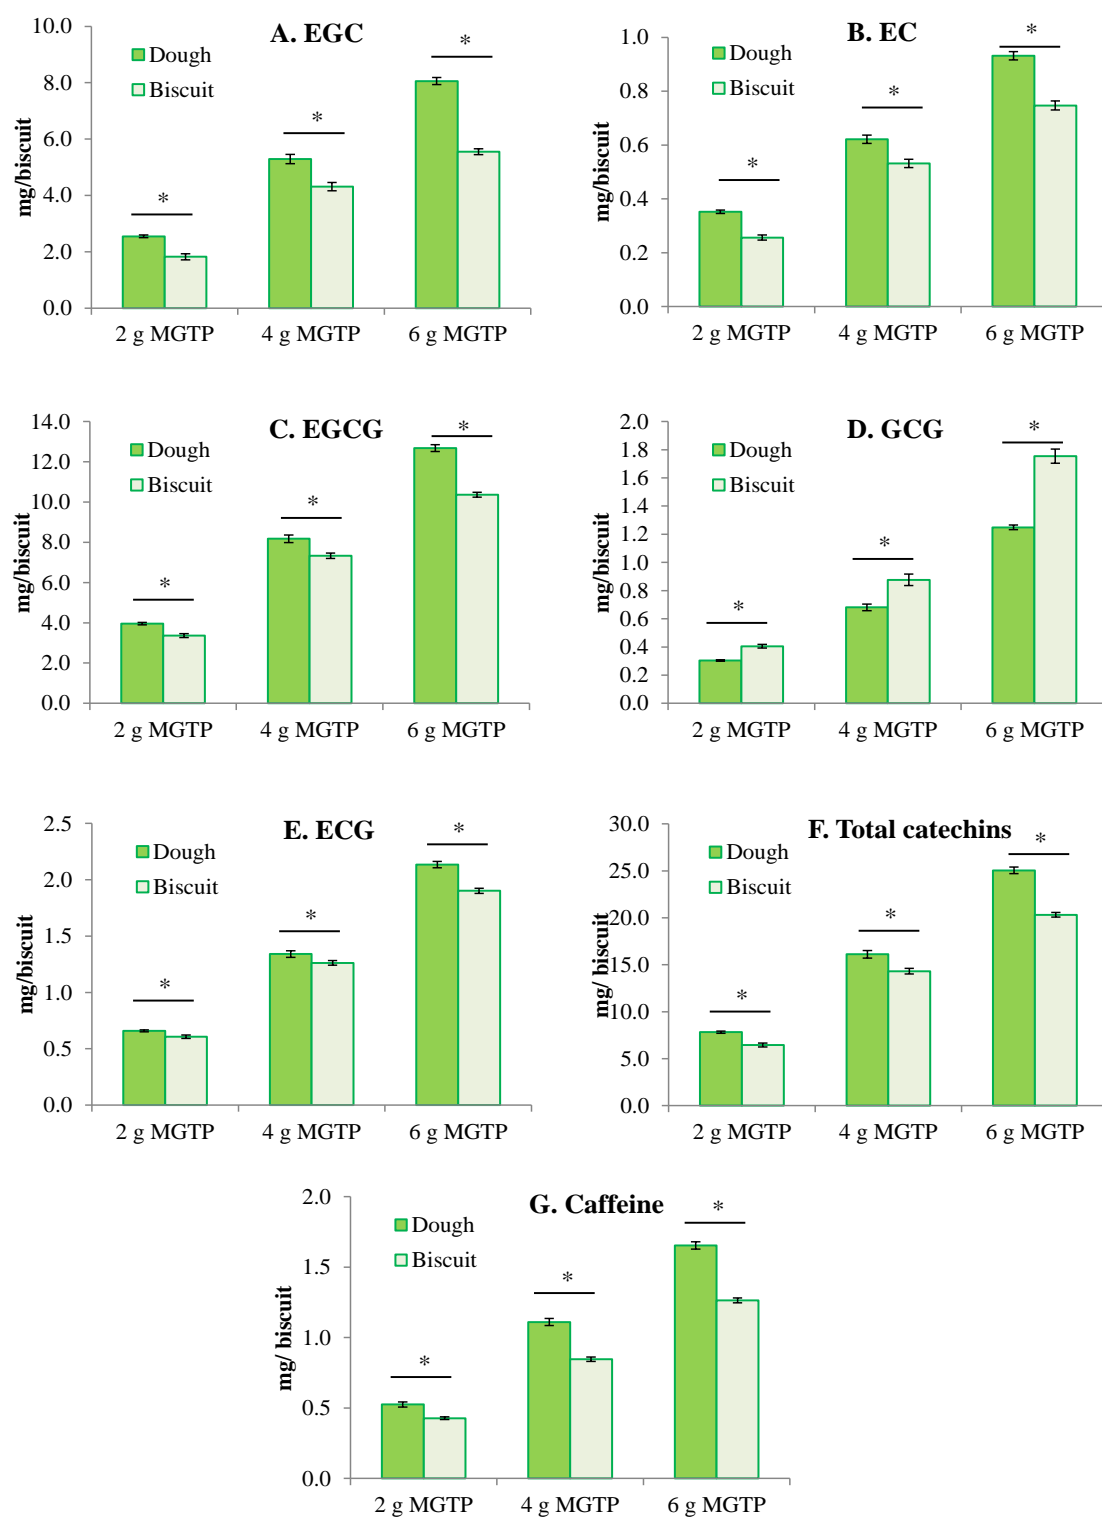 A. EGC
10.0
8.0
6.0
4.0
2.0
0.0
mg/biscuit
Dough
Biscuit
*
*
*
2 g MGTP
4 g MGTP
6 g MGTP
B. EC
1.0
0.8
0.6
0.4
0.2
0.0
mg/biscuit
Dough
Biscuit
*
*
*
2 g MGTP
4 g MGTP
6 g MGTP
C. EGCG
14.0
12.0
10.0
8.0
6.0
4.0
2.0
0.0
mg/biscuit
Dough
Biscuit
*
*
*
2 g MGTP
4 g MGTP
6 g MGTP
D. GCG
2.0
1.8
1.6
1.4
1.2
1.0
0.8
0.6
0.4
0.2
0.0
mg/biscuit
Dough
Biscuit
*
*
*
2 g MGTP
4 g MGTP
6 g MGTP
E. ECG
2.5
2.0
1.5
1.0
0.5
0.0
mg/biscuit
Dough
Biscuit
*
*
*
2 g MGTP
4 g MGTP
6 g MGTP
F. Total catechins
30.0
25.0
20.0
15.0
10.0
5.0
0.0
mg/ biscuit
Dough
Biscuit
*
*
*
2 g MGTP
4 g MGTP
6 g MGTP
G. Caffeine
2.0
1.5
1.0
0.5
0.0
mg/ biscuit
Dough
Biscuit
*
*
*
2 g MGTP
4 g MGTP
6 g MGTP